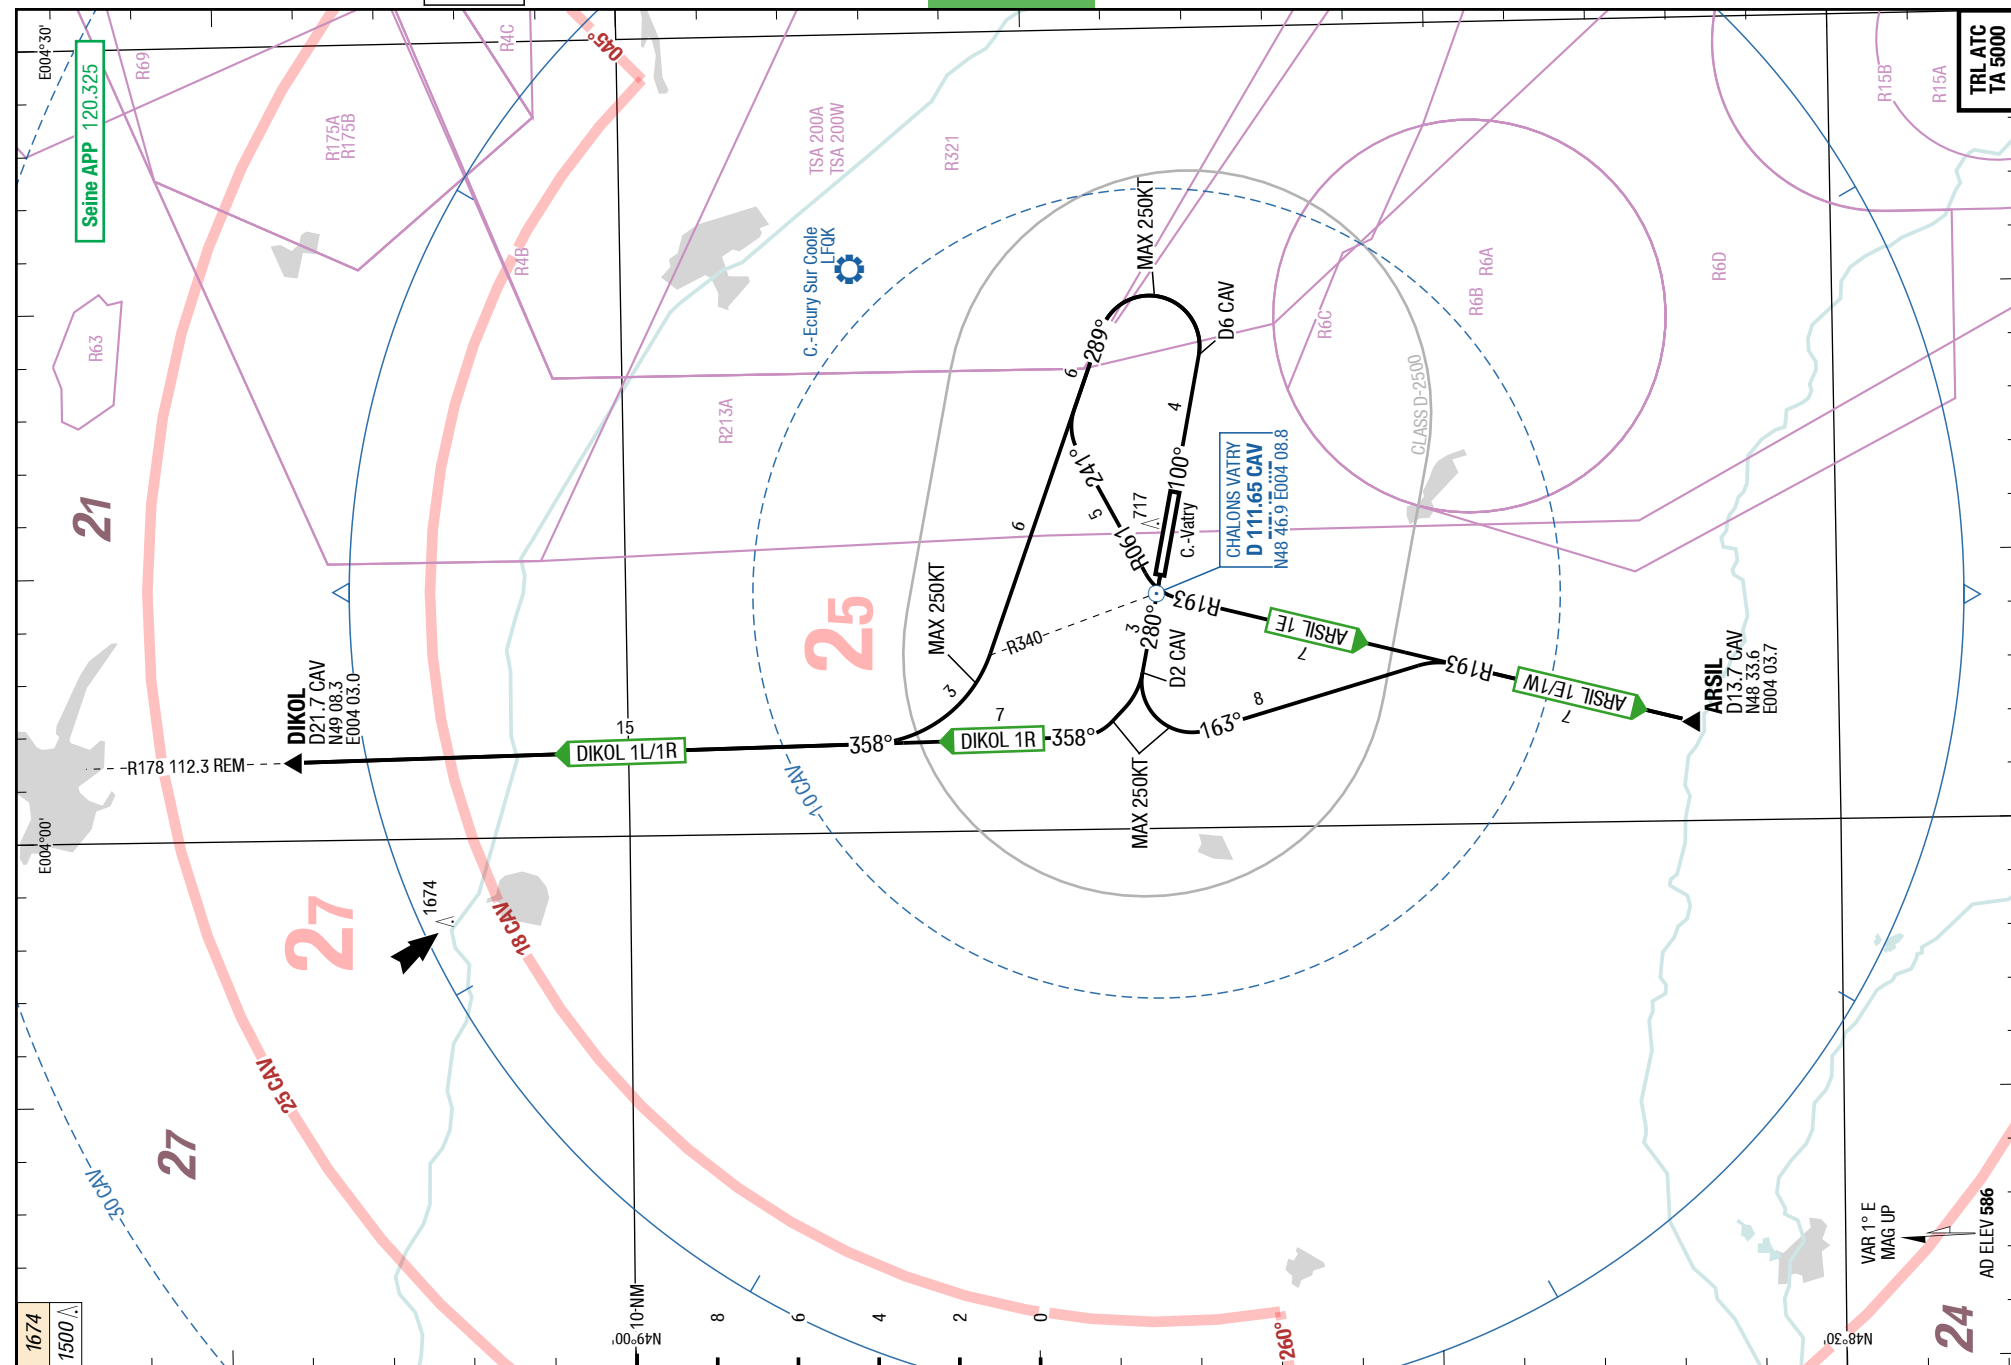 E004°30'
Seine APP 120.325
R69
R4C
R175A
R175B
045°
TSA 200A
TSA 200W
R321
R15B
R15A
TRL ATC
TA 5000
R63
R4B
C.-Ecury Sur Coole
LFQK
MAX 250KT
R6A
R6B
R6C
R6D
D6 CAV
289°
6
4
R213A
CLASS D-2500
21
241°
5
R061
100°
717
C.-Vatry
CHALONS VATRY
D 111.65 CAV
N48 46.9 E004 08.8
6
25
MAX 250KT
R340
3
280°
3
D2 CAV
R193
ARSIL 1E
7
R193
ARSIL 1E/1W
7
ARSIL
D13.7 CAV
N48 33.6
E004 03.7
DIKOL
D21.7 CAV
N49 08.3
E004 03.0
R178 112.3 REM
15
DIKOL 1L/1R
358°
7
DIKOL 1R
358°
163°
8
MAX 250KT
10 CAV
E004°00'
27
1674
18 CAV
25 CAV
27
30 CAV
1674
1500
N49°00'
10 NM
8
6
4
2
0
260°
N48°30'
VAR 1° E
MAG UP
AD ELEV 586
24